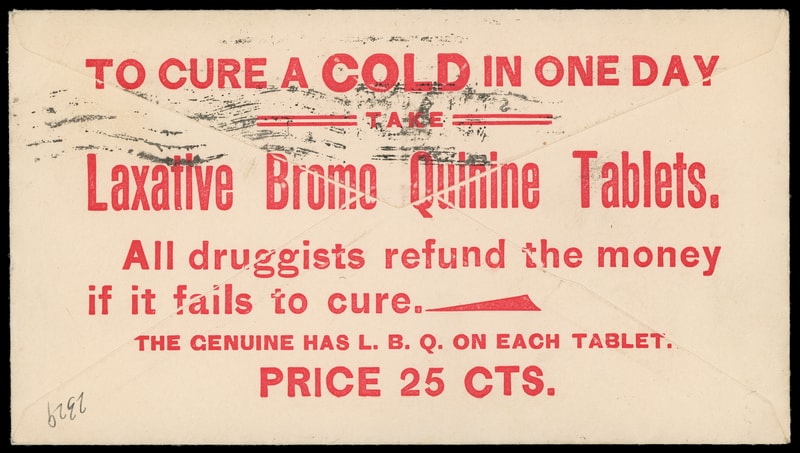 TO CURE A COLD IN ONE DAY
TAKE
Laxative Bromo Quinine Tablets.
All druggists refund the money
if it fails to cure.
THE GENUINE HAS L. B. Q. ON EACH TABLET.
PRICE 25 CTS.
2329